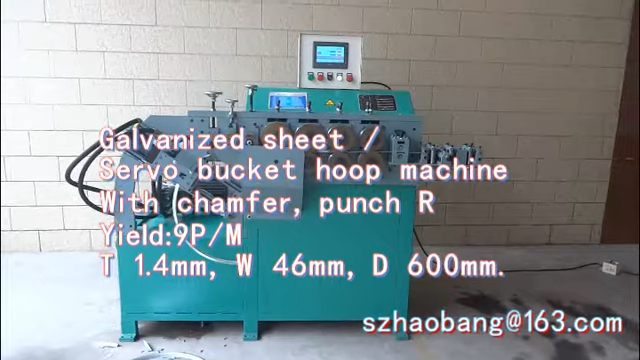 Galvanized sheet /
Servo bucket hoop machine
With chamfer, punch R
Yield:9P/M
T 1.4mm, W 46mm, D 600mm.
szhaobang@163.com